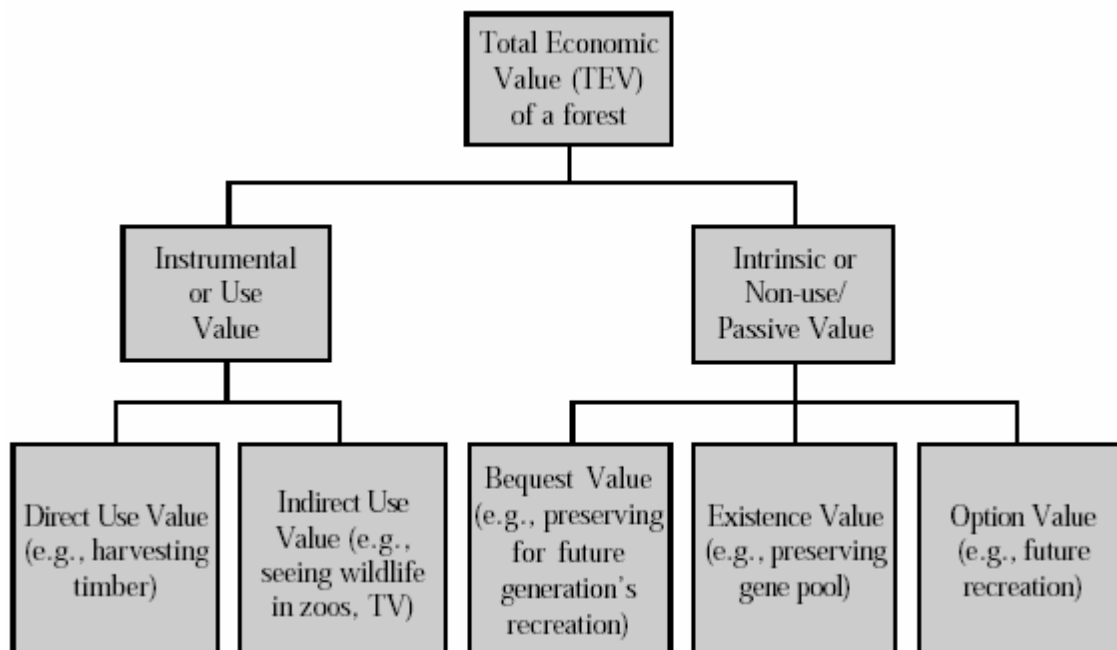 Total Economic
Value (TEV)
of a forest
Instrumental
or Use
Value
Intrinsic or
Non-use/
Passive Value
Direct Use Value
(e.g., harvesting
timber)
Indirect Use
Value (e.g.,
seeing wildlife
in zoos, TV)
Bequest Value
(e.g., preserving
for future
generation's
recreation)
Existence Value
(e.g., preserving
gene pool)
Option Value
(e.g., future
recreation)